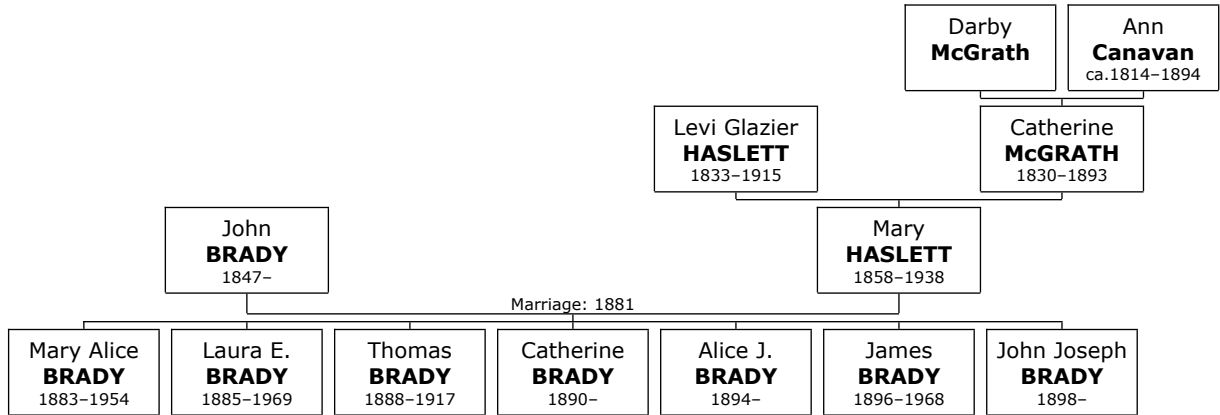 Darby
McGrath
Ann
Canavan
ca.1814–1894
Levi Glazier
HASLETT
1833–1915
Catherine
McGRATH
1830–1893
John
BRADY
1847–
Mary
HASLETT
1858–1938
Marriage: 1881
Mary Alice
BRADY
1883–1954
Laura E.
BRADY
1885–1969
Thomas
BRADY
1888–1917
Catherine
BRADY
1890–
Alice J.
BRADY
1894–
James
BRADY
1896–1968
John Joseph
BRADY
1898–